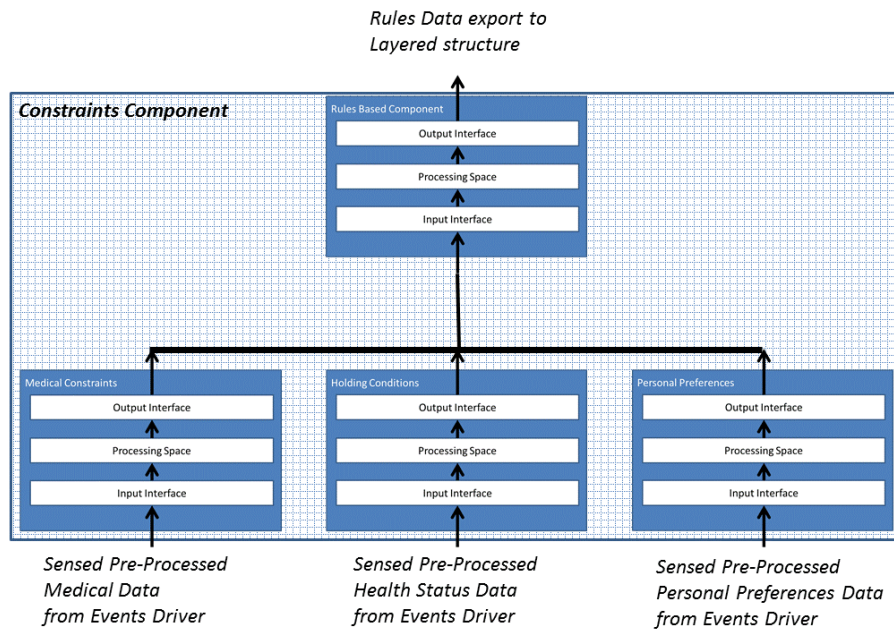 Rules Data export to
Layered structure
Constraints Component
Rules Based Component
Output Interface
Processing Space
Input Interface
Medical Constraints
Output Interface
Processing Space
Input Interface
Holding Conditions
Output Interface
Processing Space
Input Interface
Personal Preferences
Output Interface
Processing Space
Input Interface
Sensed Pre-Processed
Medical Data
from Events Driver
Sensed Pre-Processed
Health Status Data
from Events Driver
Sensed Pre-Processed
Personal Preferences Data
from Events Driver